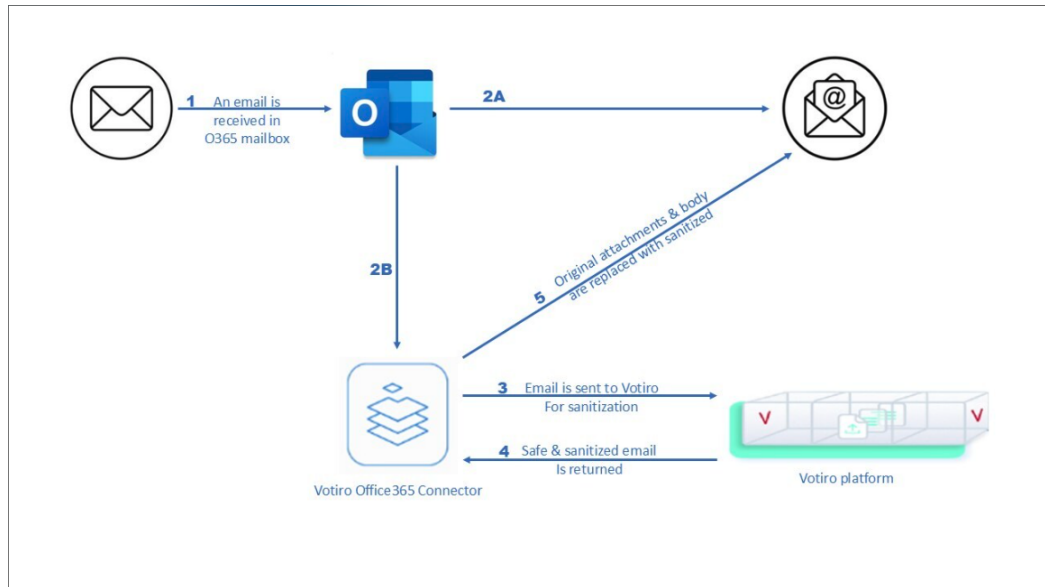 1 An email is
received in
O365 mailbox
O
2A
@
2B
5 Original attachments & body
are replaced with sanitized
3 Email is sent to Votiro
For sanitization
4 Safe & sanitized email
Is returned
V
V
Votiro Office365 Connector
Votiro platform